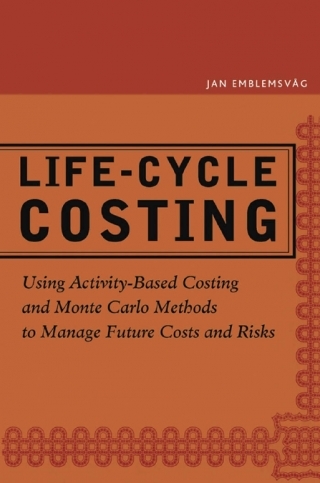 JAN EMBLEMSVÅG
LIFE-CYCLE
COSTING
Using Activity-Based Costing
and Monte Carlo Methods
to Manage Future Costs and Risks